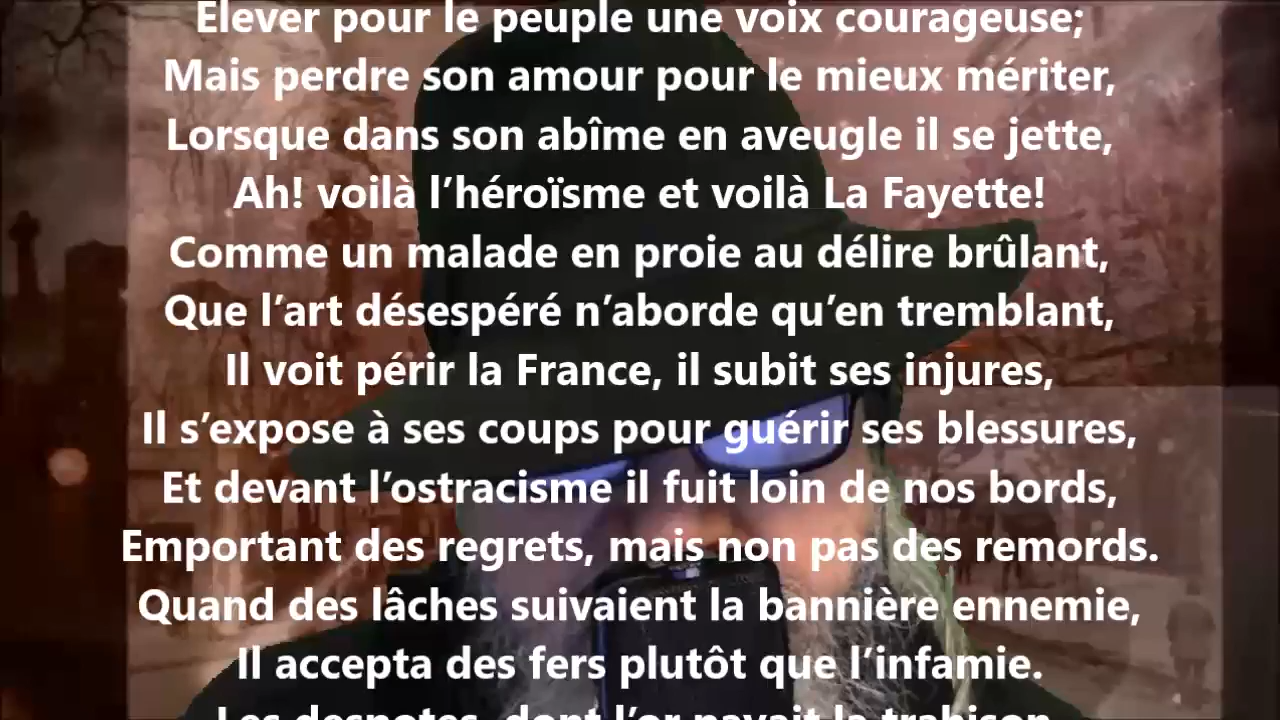 Élever pour le peuple une voix courageuse;
Mais perdre son amour pour le mieux mériter,
Lorsque dans son abîme en aveugle il se jette,
Ah! voilà l’héroïsme et voilà La Fayette!
Comme un malade en proie au délire brûlant,
Que l’art désespéré n’aborde qu’en tremblant,
Il voit périr la France, il subit ses injures,
Il s’expose à ses coups pour guérir ses blessures,
Et devant l’ostracisme il fuit loin de nos bords,
Emportant des regrets, mais non pas des remords.
Quand des lâches suivaient la bannière ennemie,
Il accepta des fers plutôt que l’infamie.
Les despotes, dont l’or payait la trahison